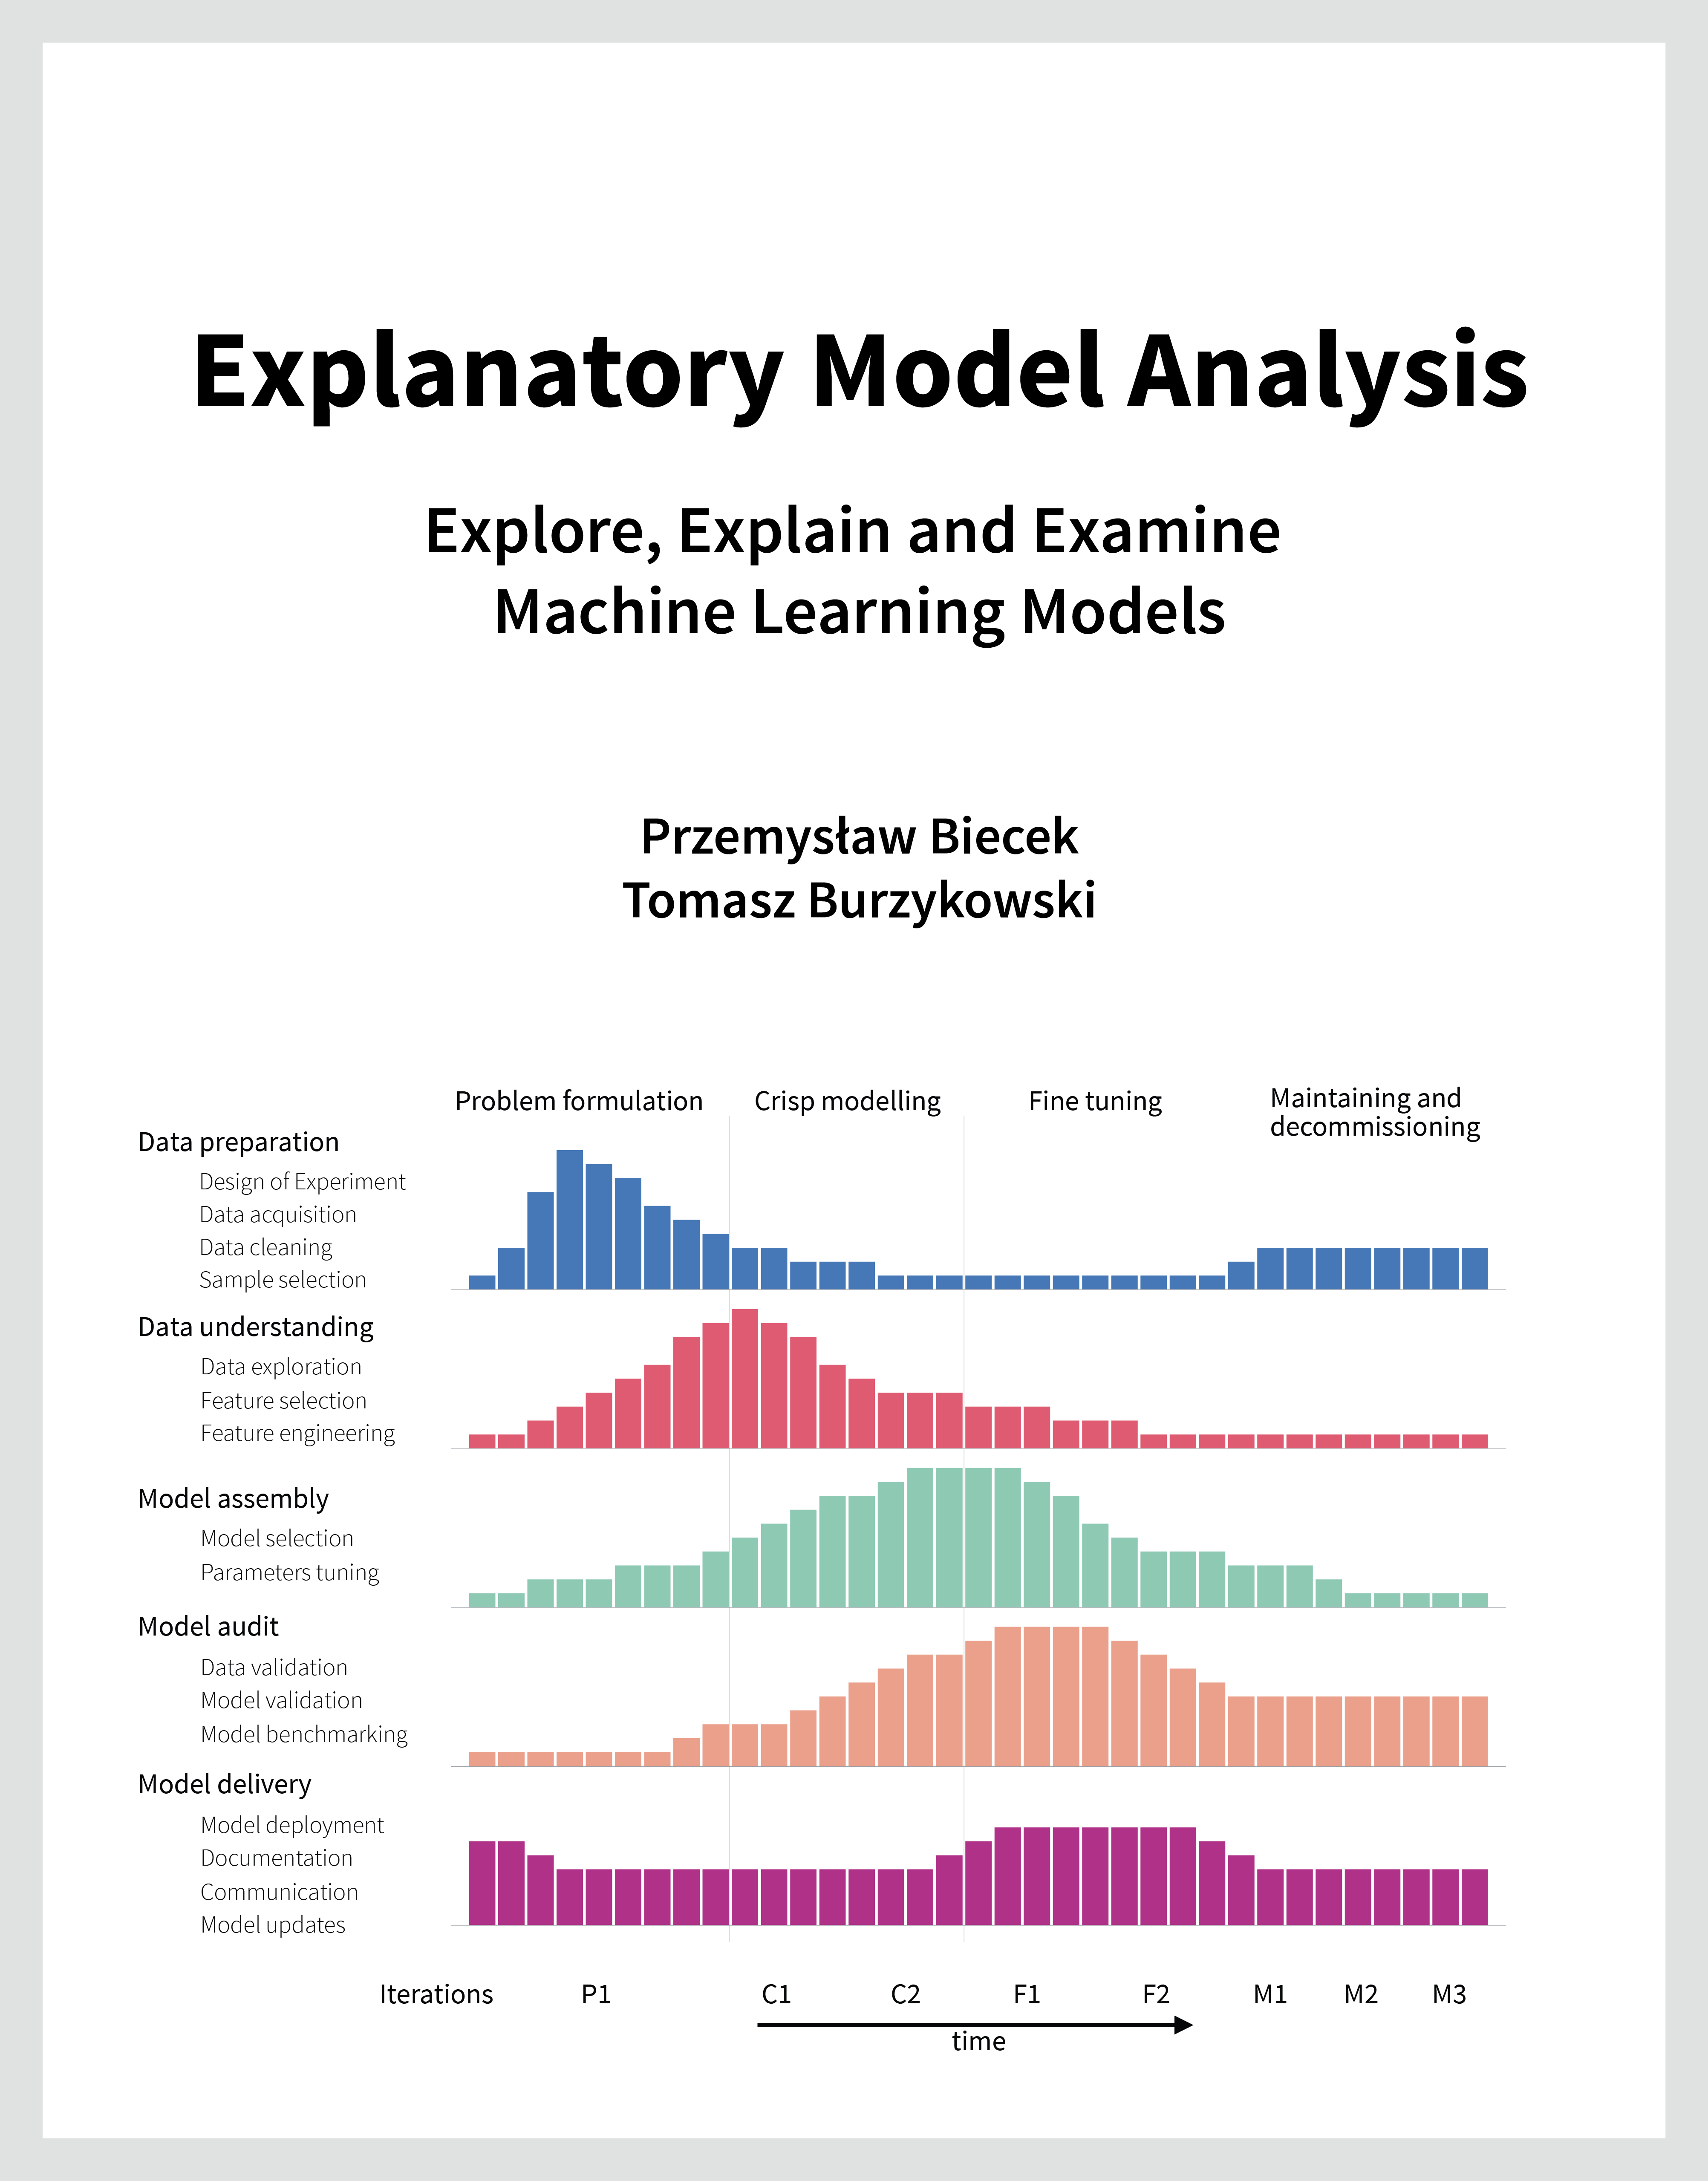 Explanatory Model Analysis
Explore, Explain and Examine
Machine Learning Models
Przemysław Biecek
Tomasz Burzykowski
Problem formulation
Crisp modelling
Fine tuning
Maintaining and
decommissioning
Data preparation
Design of Experiment
Data acquisition
Data cleaning
Sample selection
Data understanding
Data exploration
Feature selection
Feature engineering
Model assembly
Model selection
Parameters tuning
Model audit
Data validation
Model validation
Model benchmarking
Model delivery
Model deployment
Documentation
Communication
Model updates
Iterations P1 C1 C2 F1 F2 M1 M2 M3
time